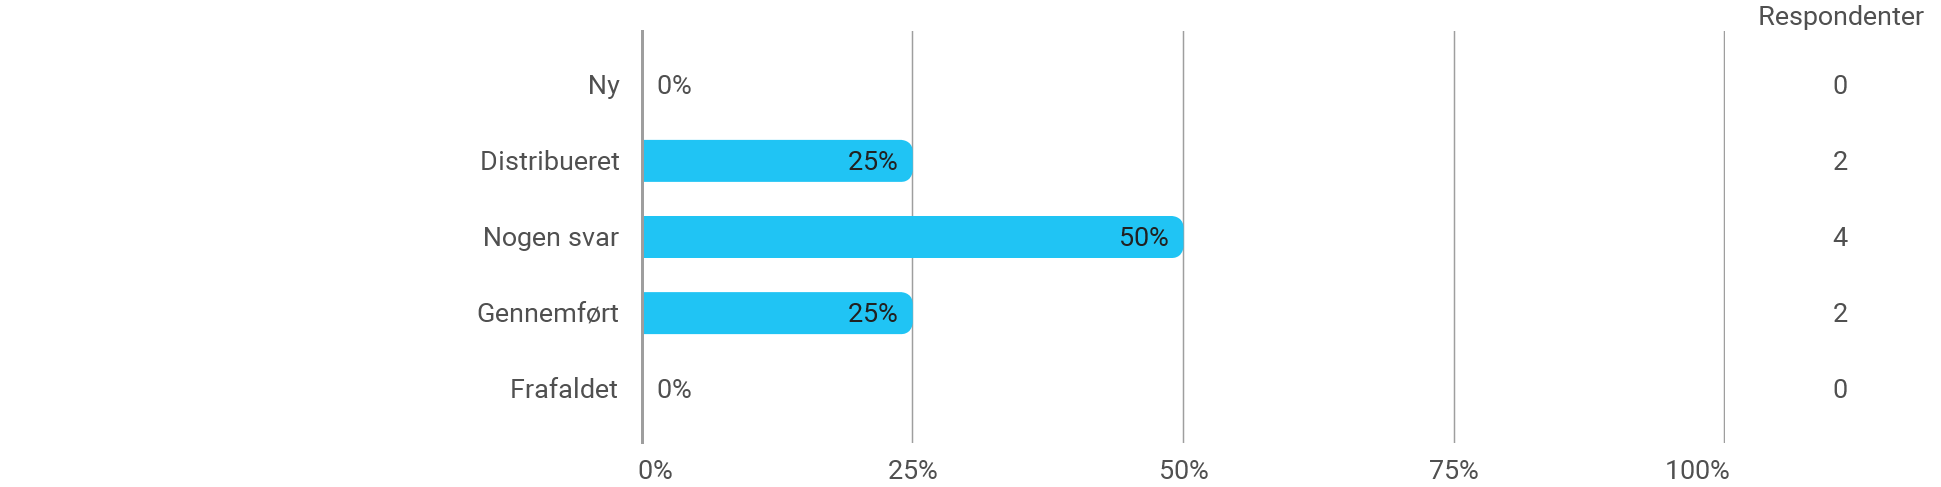 Respondenter
Ny 0% 0
Distribueret 25% 2
Nogen svar 50% 4
Gennemført 25% 2
Frafaldet 0% 0
0% 25% 50% 75% 100%